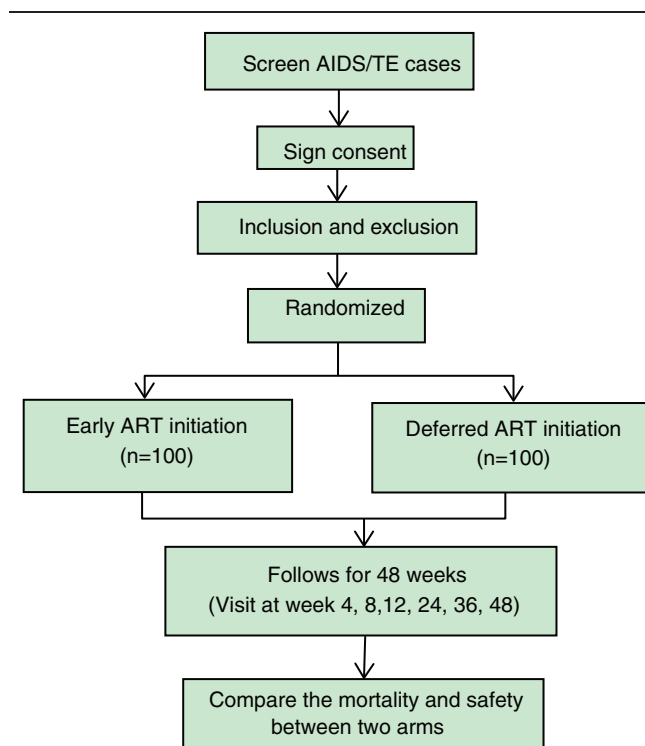 Screen AIDS/TE cases
Sign consent
Inclusion and exclusion
Randomized
Early ART initiation
(n=100)
Deferred ART initiation
(n=100)
Follows for 48 weeks
(Visit at week 4, 8,12, 24, 36, 48)
Compare the mortality and safety
between two arms